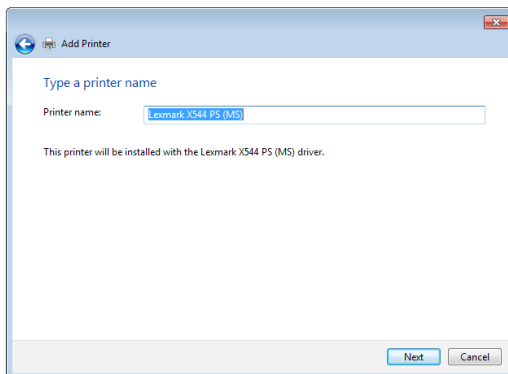 Add Printer
Type a printer name
Printer name: Lexmark X544 PS (MS)
This printer will be installed with the Lexmark X544 PS (MS) driver.
Next Cancel